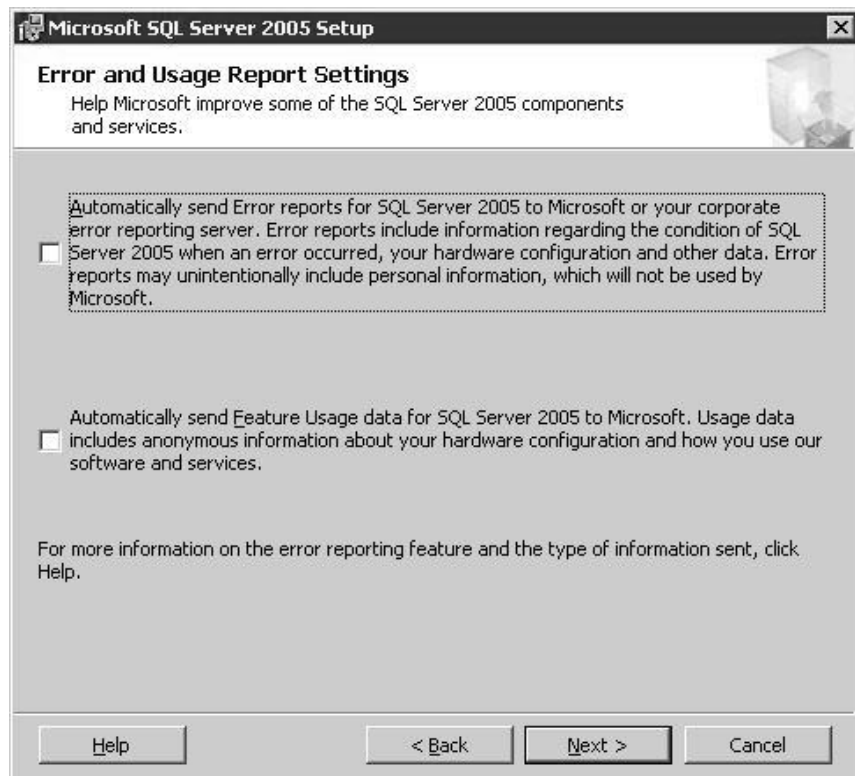 Microsoft SQL Server 2005 Setup
Error and Usage Report Settings
Help Microsoft improve some of the SQL Server 2005 components
and services.
Automatically send Error reports for SQL Server 2005 to Microsoft or your corporate
error reporting server. Error reports include information regarding the condition of SQL
Server 2005 when an error occurred, your hardware configuration and other data. Error
reports may unintentionally include personal information, which will not be used by
Microsoft.
Automatically send Feature Usage data for SQL Server 2005 to Microsoft. Usage data
includes anonymous information about your hardware configuration and how you use our
software and services.
For more information on the error reporting feature and the type of information sent, click
Help.
Help
< Back
Next >
Cancel